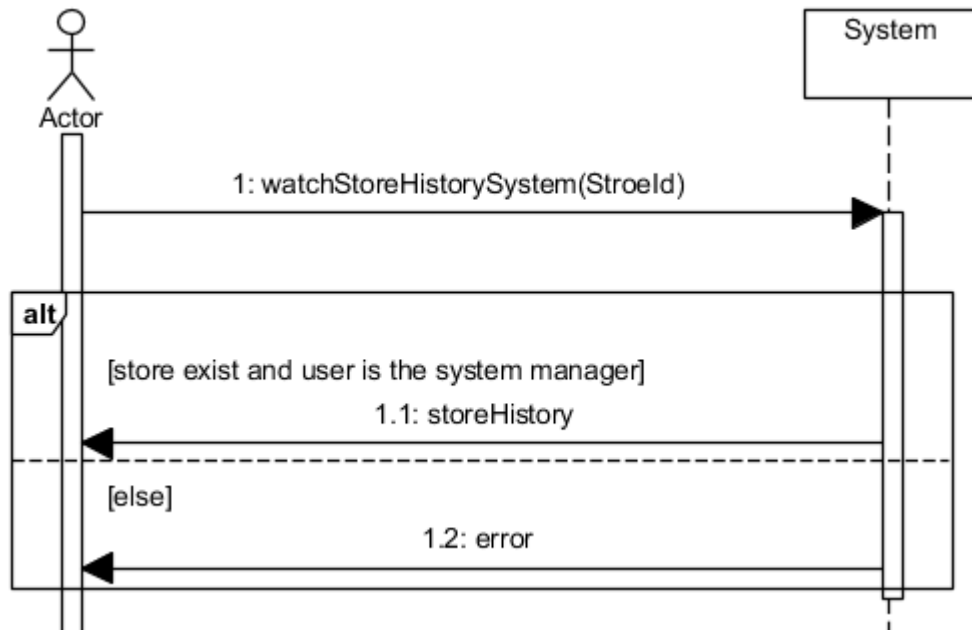 System
Actor
1: watchStoreHistorySystem(StroeId)
alt
[store exist and user is the system manager]
1.1: storeHistory
[else]
1.2: error